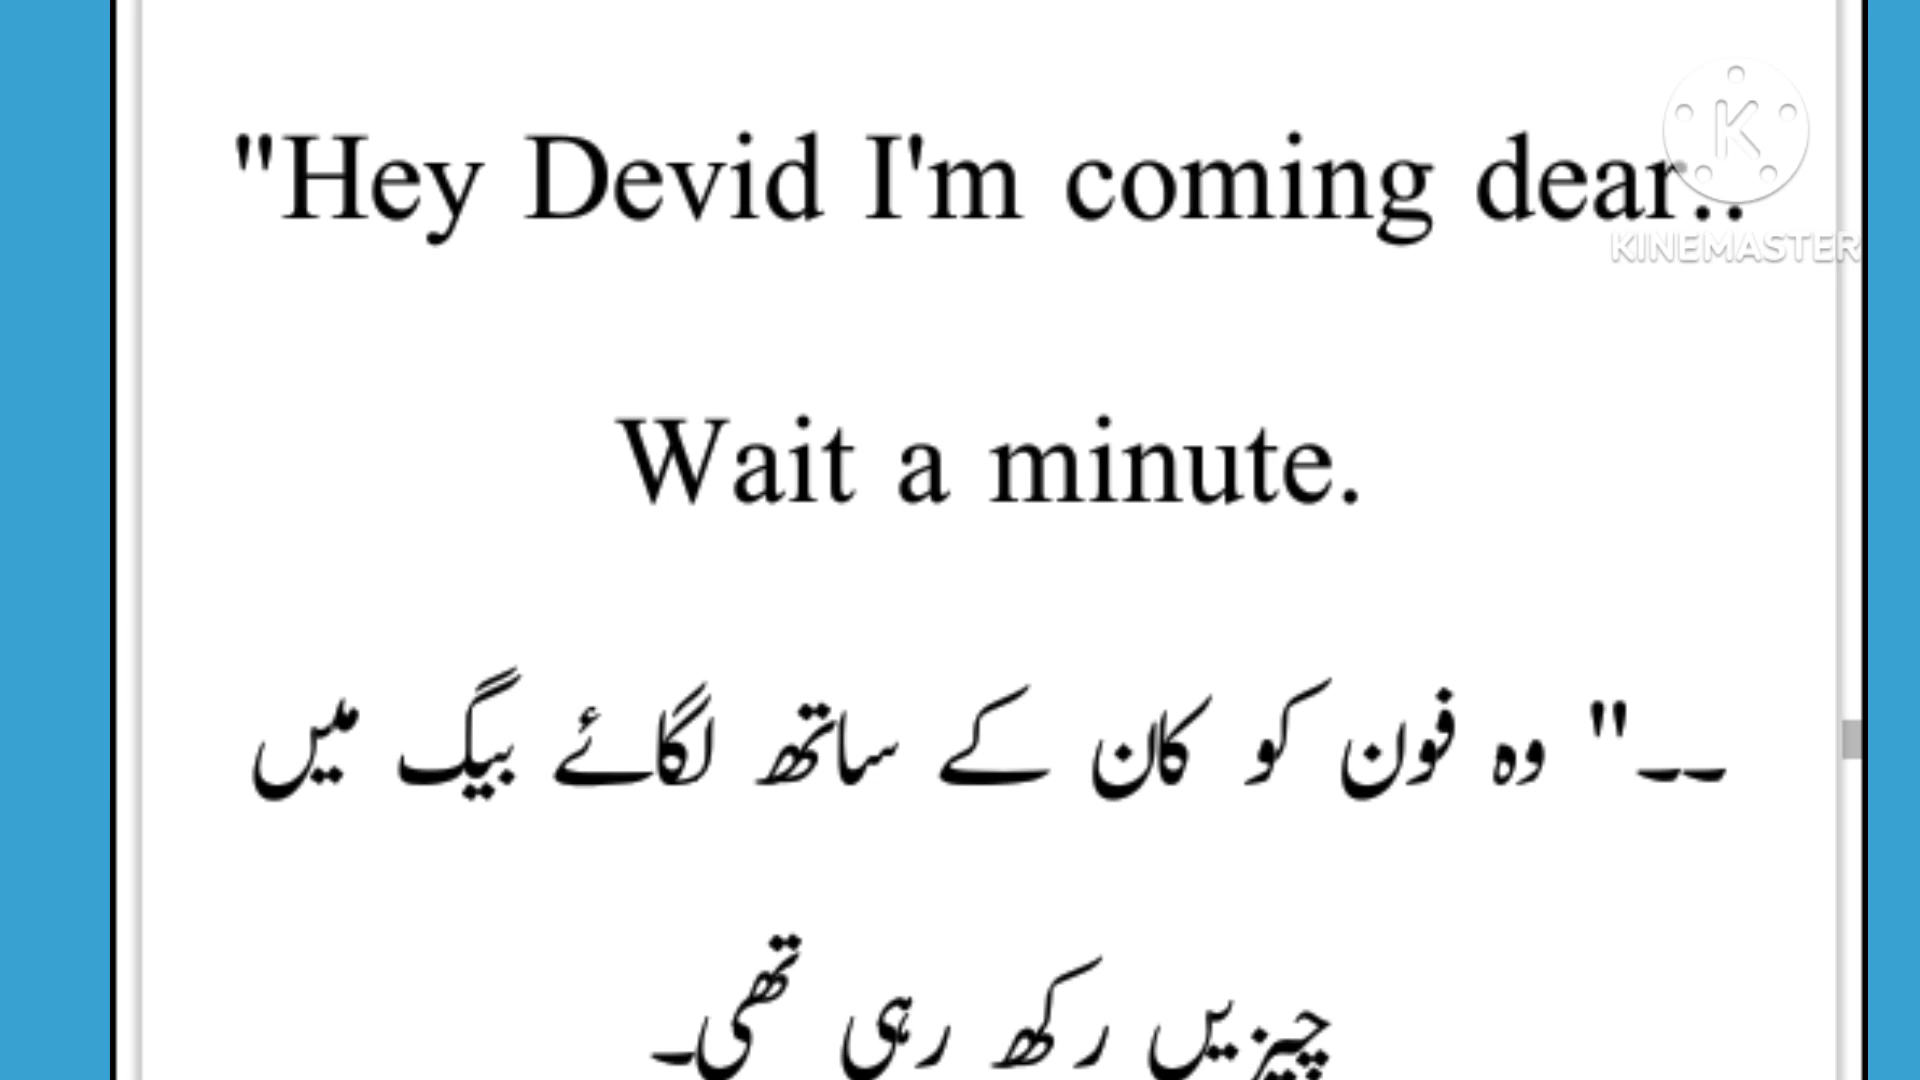 "Hey Devid I'm coming dear..
KINEMASTER
Wait a minute.
۔۔" وہ فون کو کان کے ساتھ لگائے بیگ میں
چیزیں رکھ رہی تھی۔